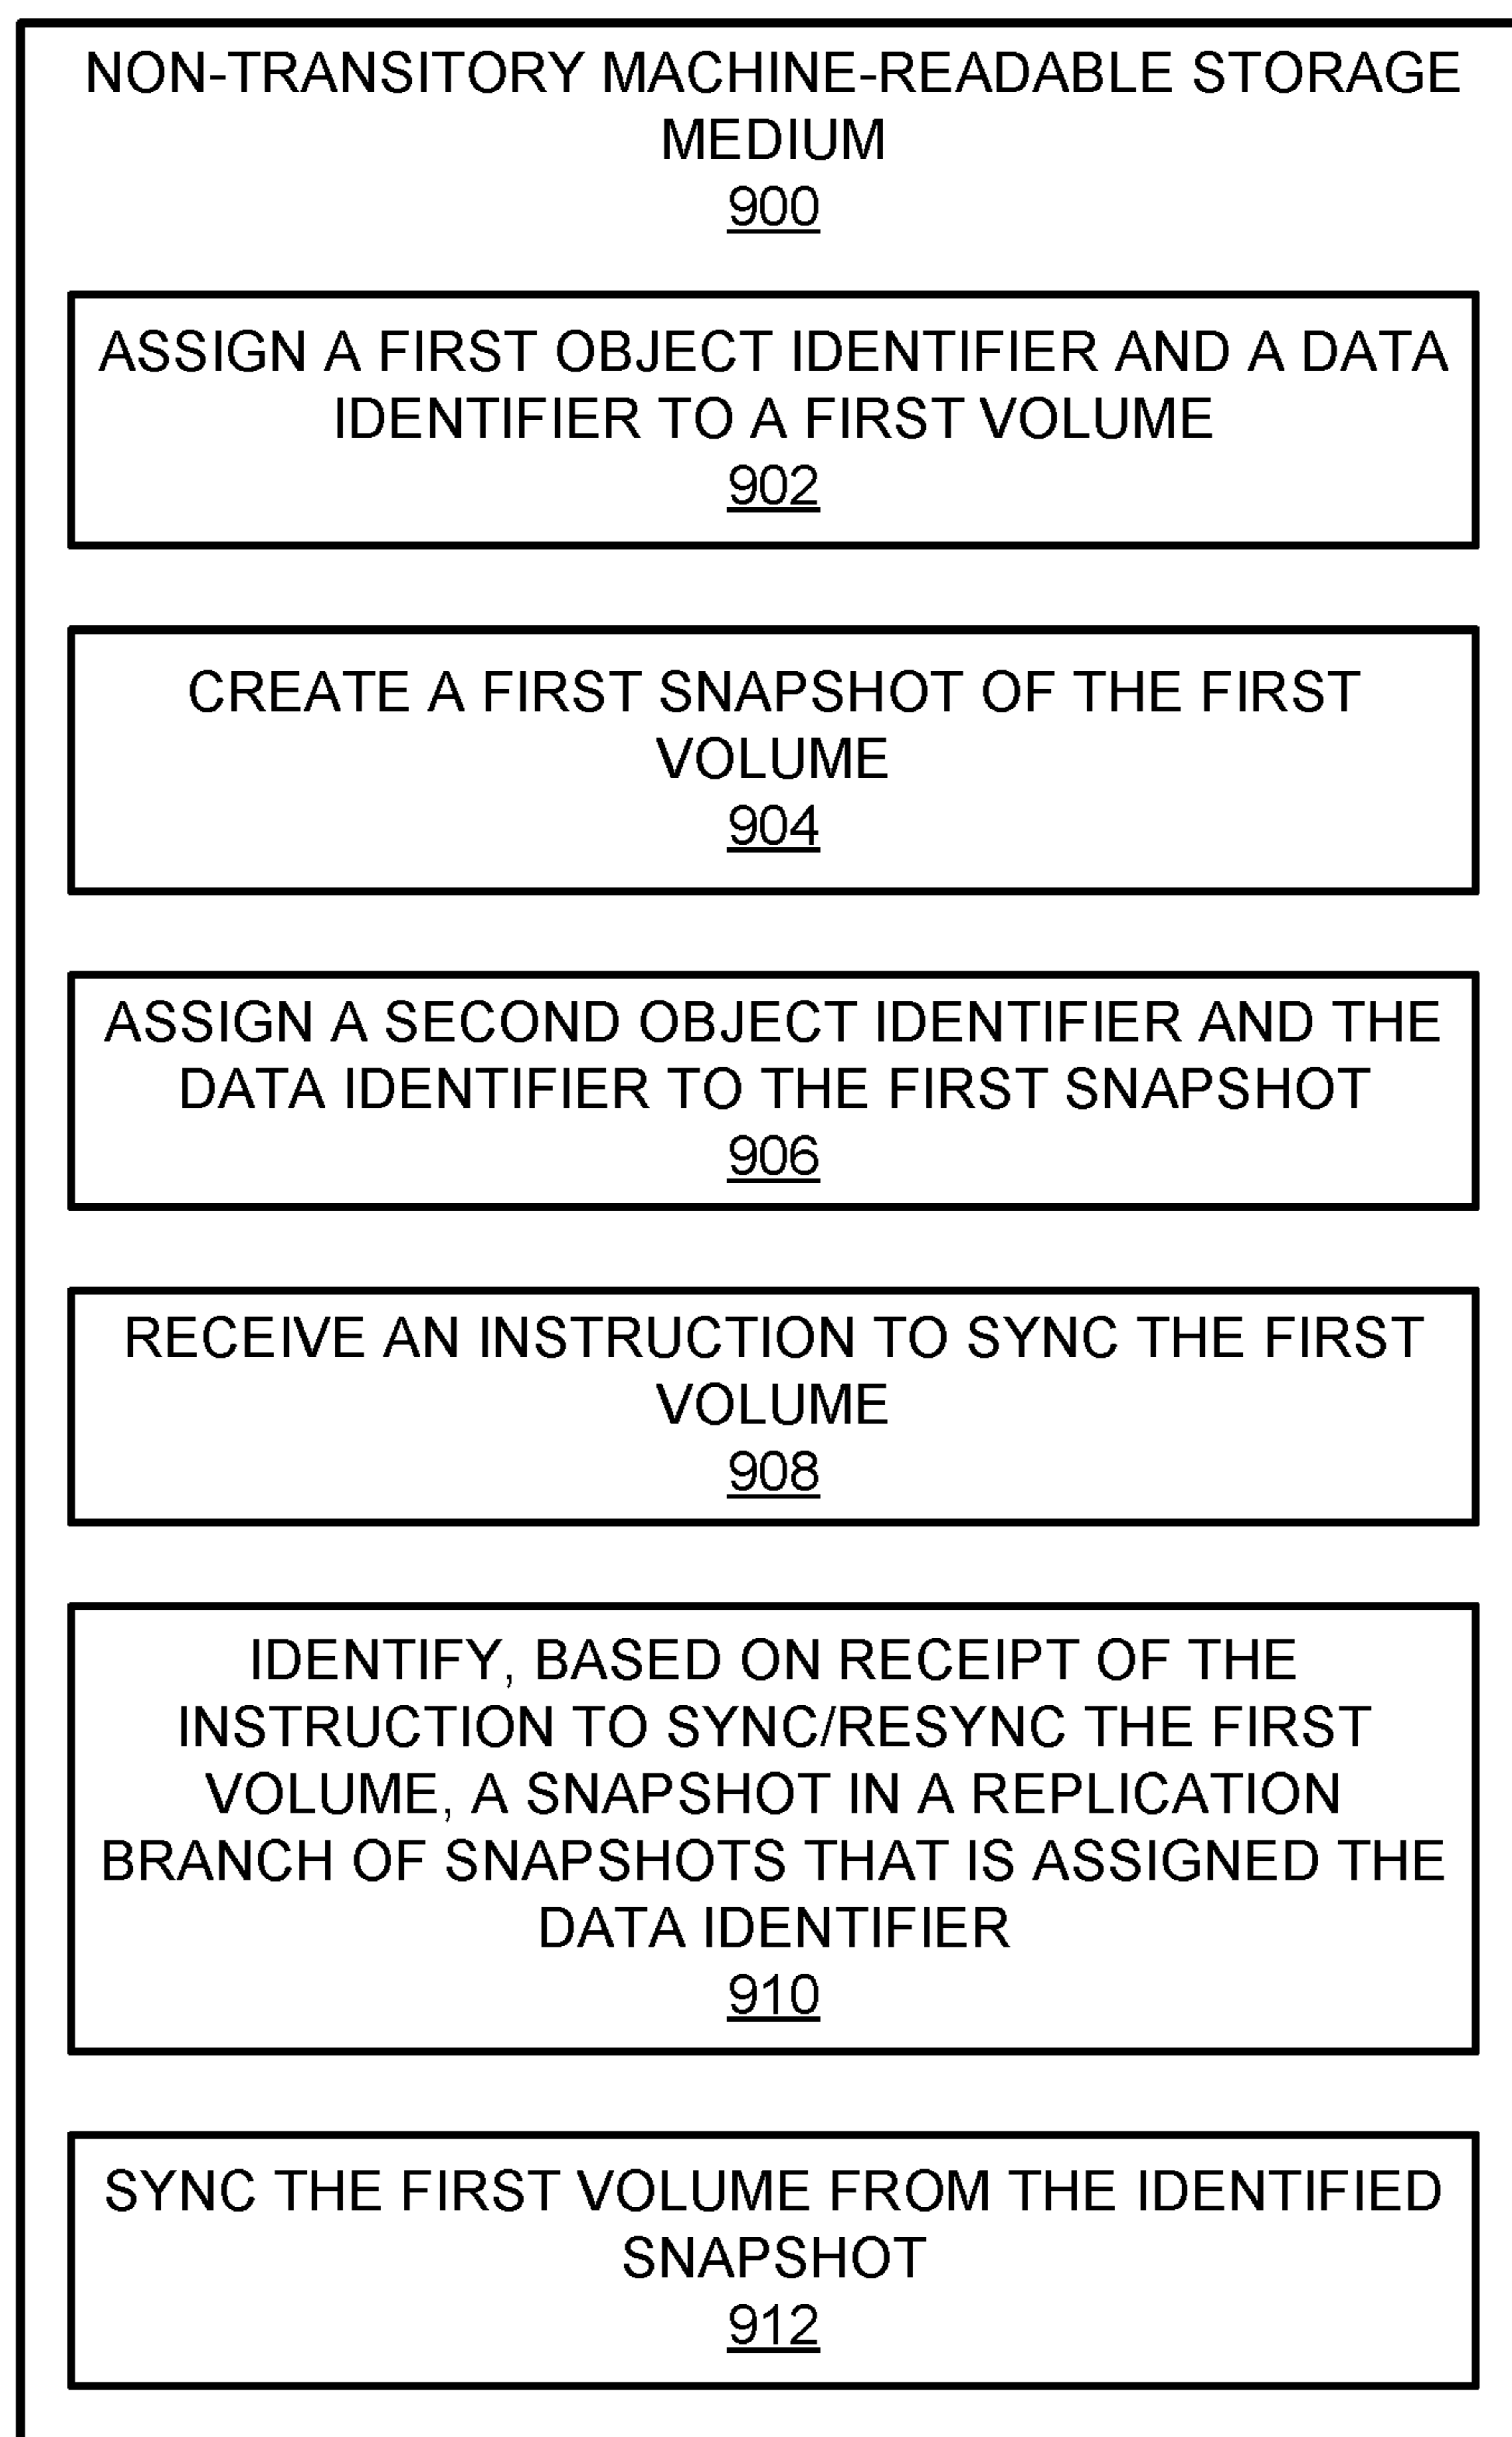 NON-TRANSITORY MACHINE-READABLE STORAGE
MEDIUM
900
ASSIGN A FIRST OBJECT IDENTIFIER AND A DATA
IDENTIFIER TO A FIRST VOLUME
902
CREATE A FIRST SNAPSHOT OF THE FIRST
VOLUME
904
ASSIGN A SECOND OBJECT IDENTIFIER AND THE
DATA IDENTIFIER TO THE FIRST SNAPSHOT
906
RECEIVE AN INSTRUCTION TO SYNC THE FIRST
VOLUME
908
IDENTIFY, BASED ON RECEIPT OF THE
INSTRUCTION TO SYNC/RESYNC THE FIRST
VOLUME, A SNAPSHOT IN A REPLICATION
BRANCH OF SNAPSHOTS THAT IS ASSIGNED THE
DATA IDENTIFIER
910
SYNC THE FIRST VOLUME FROM THE IDENTIFIED
SNAPSHOT
912